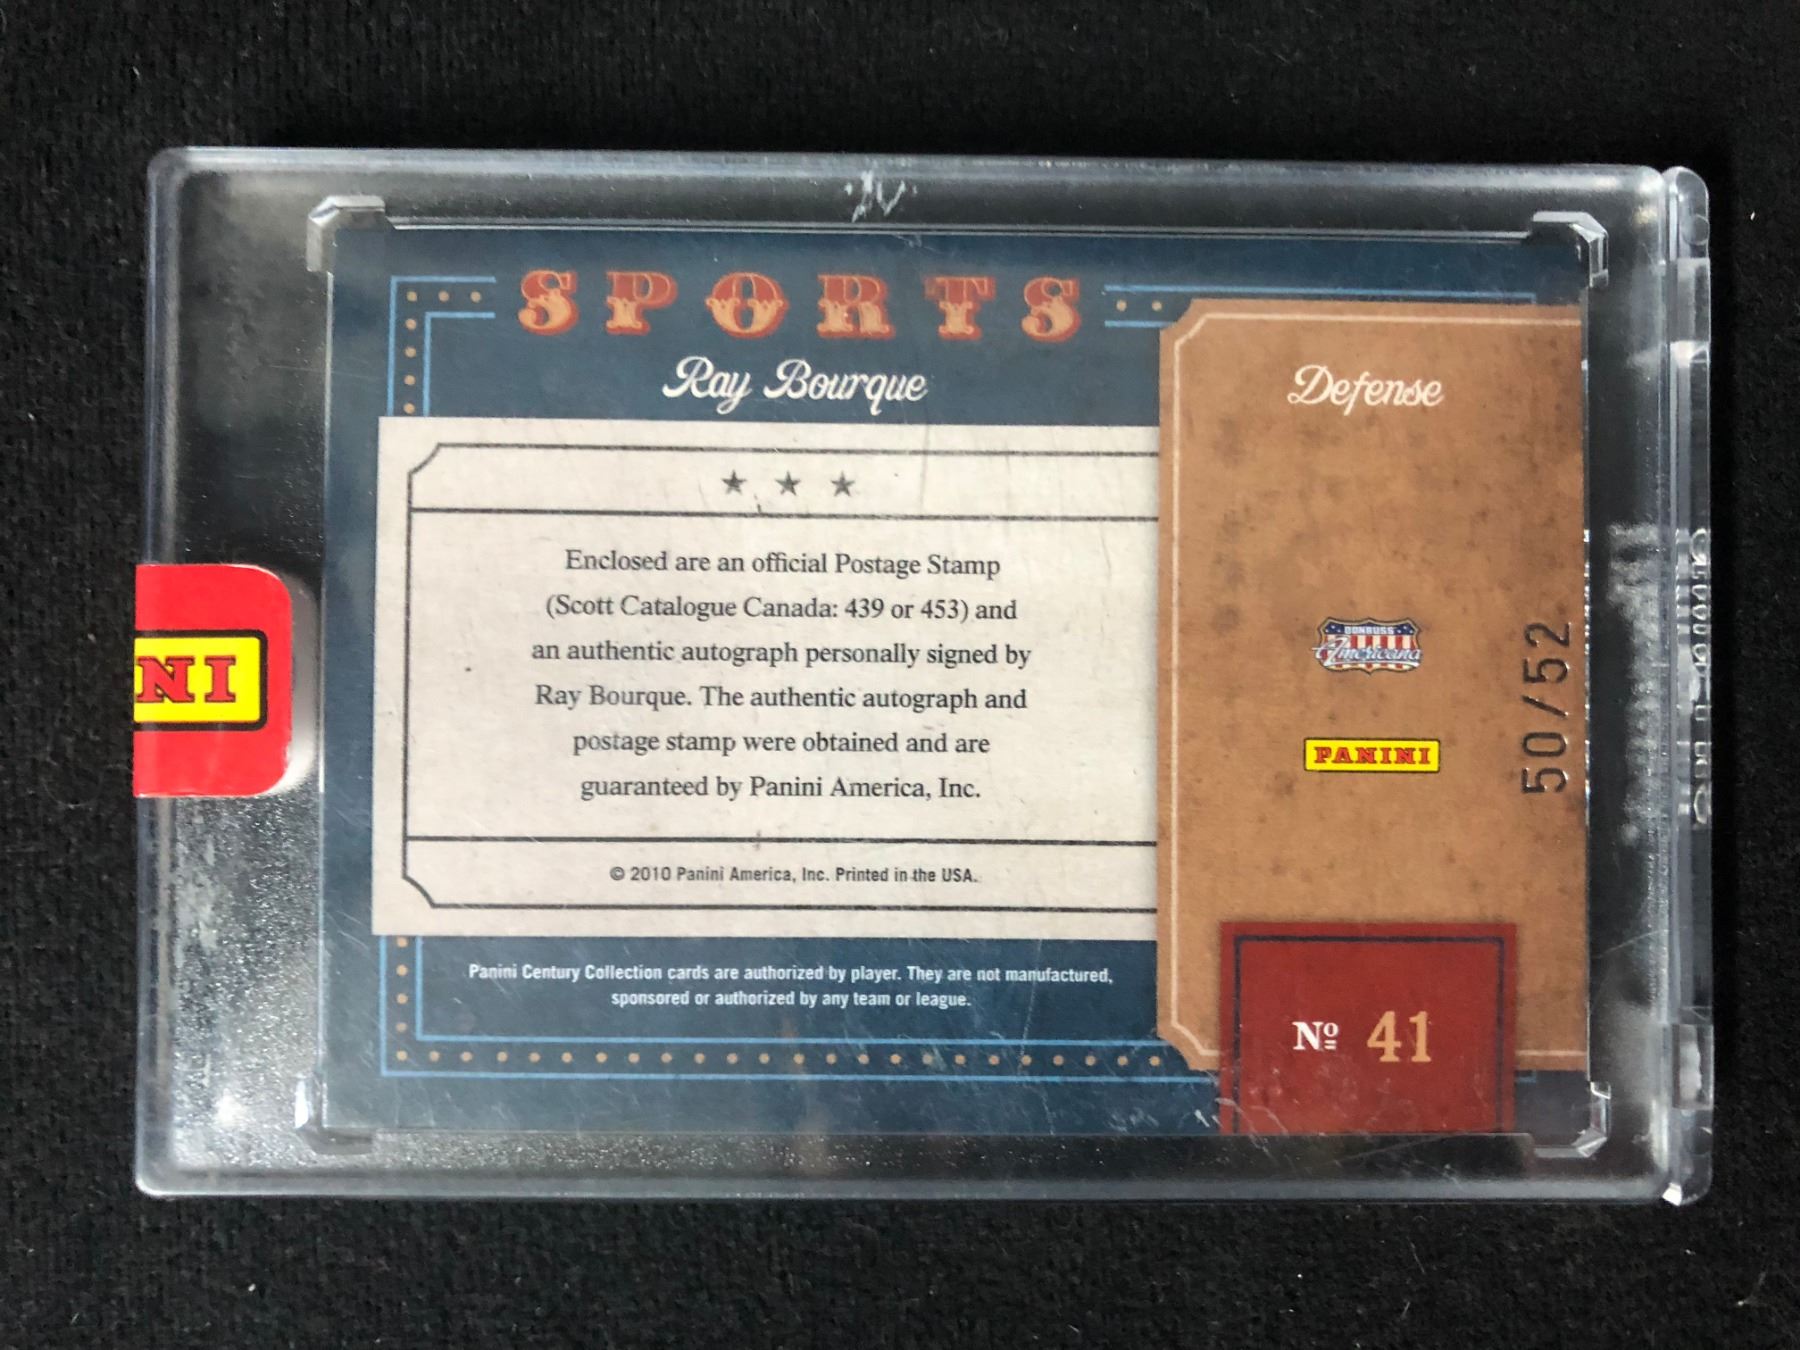 SPORTS
Ray Bourque
Defense
★ ★ ★
Enclosed are an official Postage Stamp
(Scott Catalogue Canada: 439 or 453) and
an authentic autograph personally signed by
Ray Bourque. The authentic autograph and
postage stamp were obtained and are
guaranteed by Panini America, Inc.
© 2010 Panini America, Inc. Printed in the USA.
Panini Century Collection cards are authorized by player. They are not manufactured,
sponsored or authorized by any team or league.
DONRUSS
Americana
PANINI
50/52
Nº 41
NI